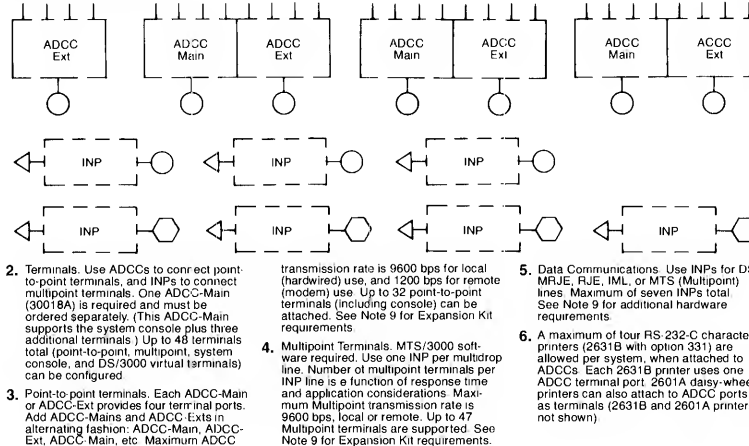 ADCC
Ext
ADCC
Main
ADCC
Ext
ADCC
Main
ADCC
Ext
ADCC
Main
ACCC
Ext
INP
INP
INP
INP
INP
INP
INP
2. Terminals. Use ADCCs to connect point-
to-point terminals, and INPs to connect
multipoint terminals. One ADCC-Main
(30018A) is required and must be
ordered separately. (This ADCC-Main
supports the system console plus three
additional terminals.) Up to 48 terminals
total (point-to-point, multipoint, system
console, and DS/3000 virtual terminals)
can be configured
3. Point-to-point terminals. Each ADCC-Main
or ADCC-Ext provides four terminal ports.
Add ADCC-Mains and ADCC-Exts in
alternating fashion: ADCC-Main, ADCC-
Ext, ADCC-Main, etc Maximum ADCC
transmission rate is 9600 bps for local
(hardwired) use, and 1200 bps for remote
(modem) use Up to 32 point-to-point
terminals (including console) can be
attached. See Note 9 for Expansion Kit
requirements
4. Multipoint Terminals. MTS/3000 soft-
ware required. Use one INP per multidrop
line. Number of multipoint terminals per
INP line is e function of response time
and application considerations Maxi-
mum Multipoint transmission rate is
9600 bps, local or remote. Up to 47
Multipoint terminals are supported. See
Note 9 for Expansion Kit requirements.
5. Data Communications Use INPs for DS
MRJE, RJE, IML, or MTS (Multipoint)
lines Maximum of seven INPs total
See Note 9 for additional hardware
requirements
6. A maximum of four RS-232-C characte
printers (2631B with option 331) are
allowed per system, when attached to
ADCCs Each 2631B printer uses one
ADCC terminal port 2601A daisy-whee
printers can also attach to ADCC ports
as terminals (2631B and 2601A printer
not shown)